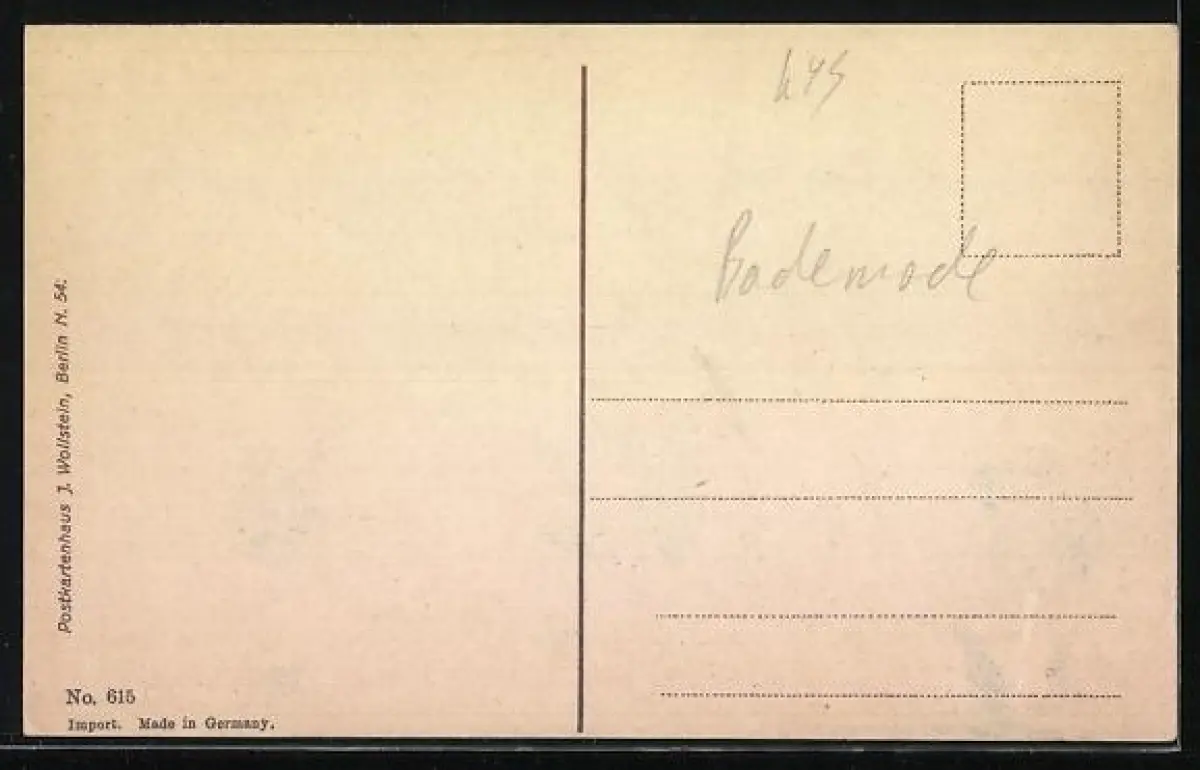 Postkartenhaus J. Wollstein, Berlin N. 54.
No. 615
Import. Made in Germany.
Bademode